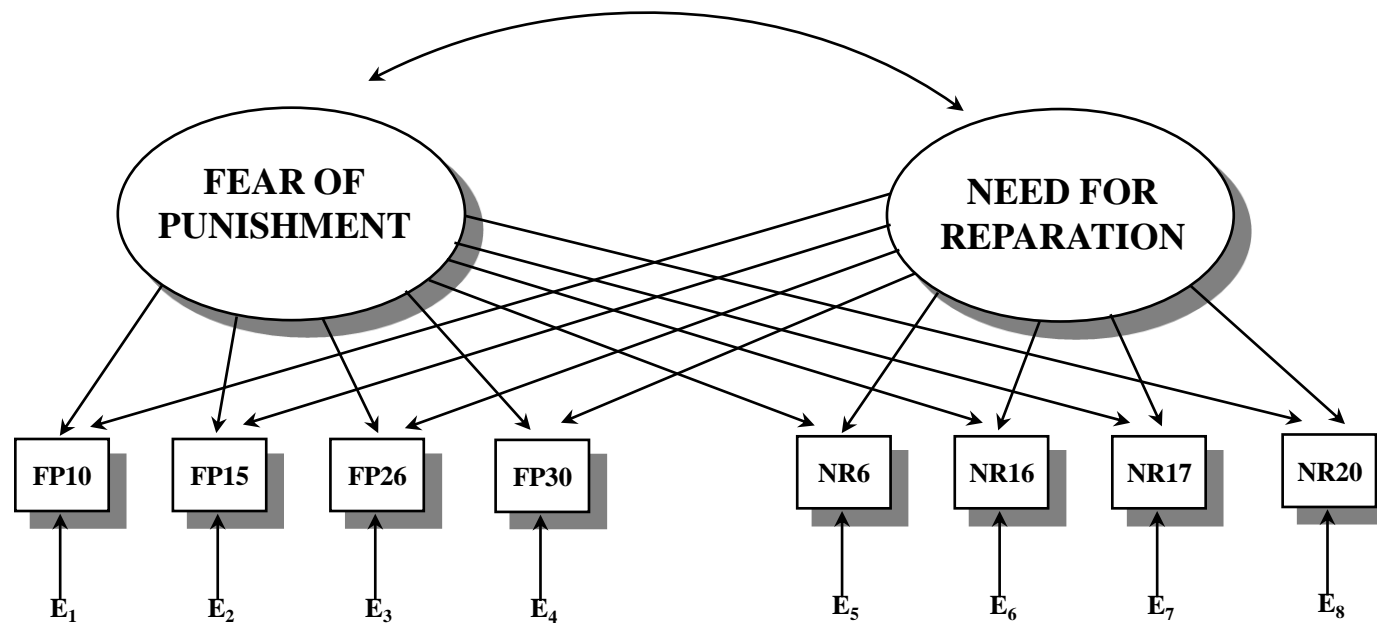 FEAR OF
PUNISHMENT
NEED FOR
REPARATION
FP10
FP15
FP26
FP30
NR6
NR16
NR17
NR20
E₁
E₂
E₃
E₄
E₅
E₆
E₇
E₈